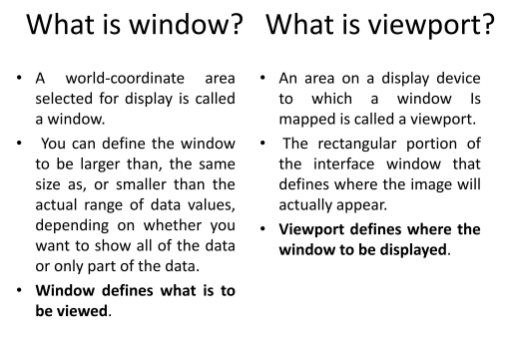 What is window?
• A world-coordinate area
selected for display is called
a window.
• You can define the window
to be larger than, the same
size as, or smaller than the
actual range of data values,
depending on whether you
want to show all of the data
or only part of the data.
• Window defines what is to
be viewed.
What is viewport?
• An area on a display device
to which a window Is
mapped is called a viewport.
• The rectangular portion of
the interface window that
defines where the image will
actually appear.
• Viewport defines where the
window to be displayed.